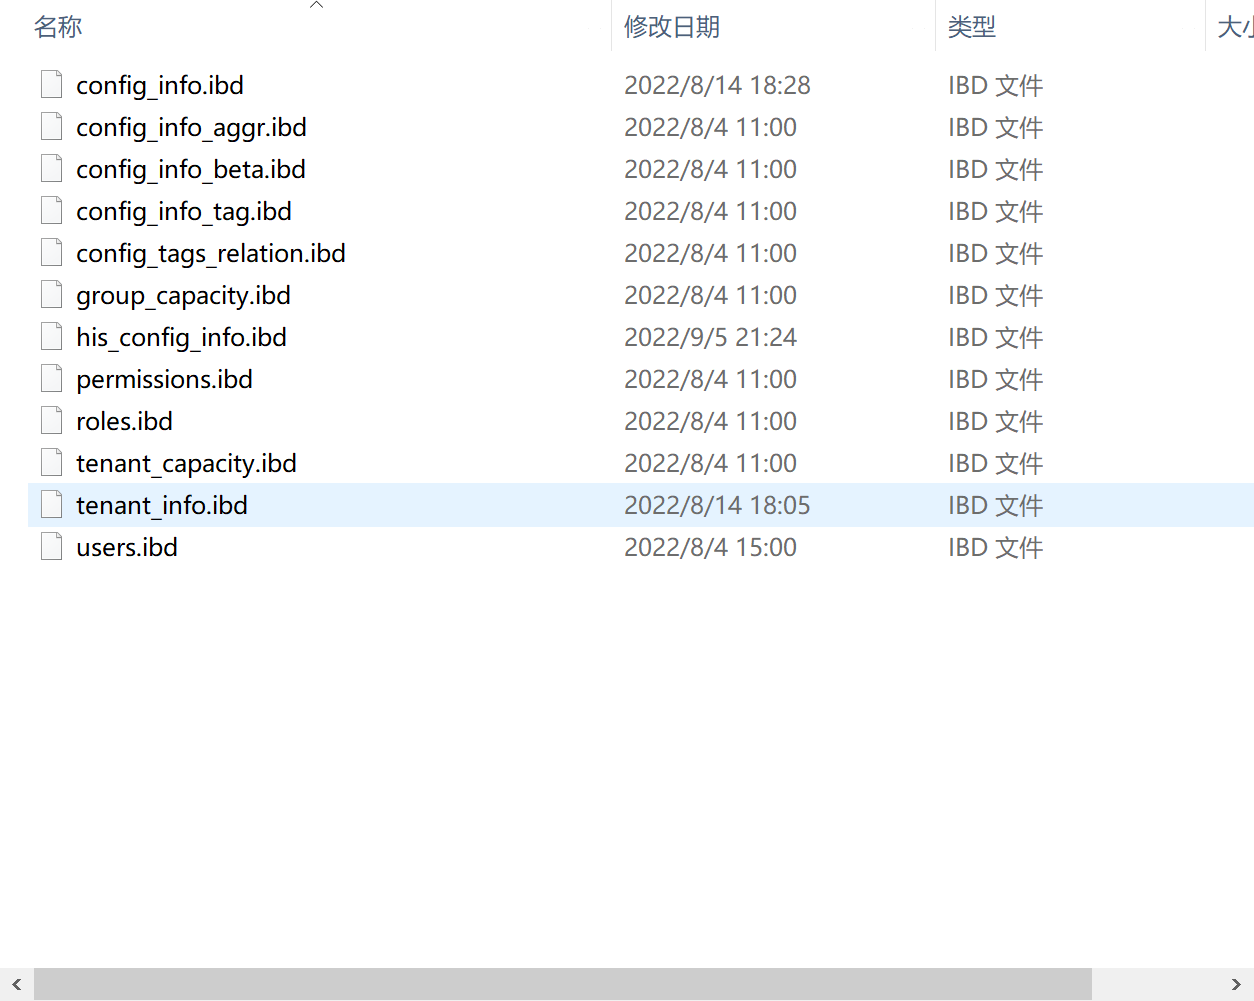 名称 修改日期 类型 大小
config_info.ibd 2022/8/14 18:28 IBD 文件
config_info_aggr.ibd 2022/8/4 11:00 IBD 文件
config_info_beta.ibd 2022/8/4 11:00 IBD 文件
config_info_tag.ibd 2022/8/4 11:00 IBD 文件
config_tags_relation.ibd 2022/8/4 11:00 IBD 文件
group_capacity.ibd 2022/8/4 11:00 IBD 文件
his_config_info.ibd 2022/9/5 21:24 IBD 文件
permissions.ibd 2022/8/4 11:00 IBD 文件
roles.ibd 2022/8/4 11:00 IBD 文件
tenant_capacity.ibd 2022/8/4 11:00 IBD 文件
tenant_info.ibd 2022/8/14 18:05 IBD 文件
users.ibd 2022/8/4 15:00 IBD 文件